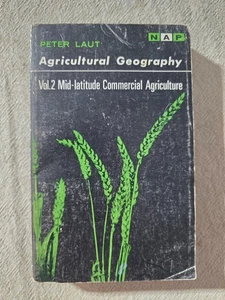 NAP
PETER LAUT
Agricultural Geography
Vol.2 Mid-latitude Commercial Agriculture